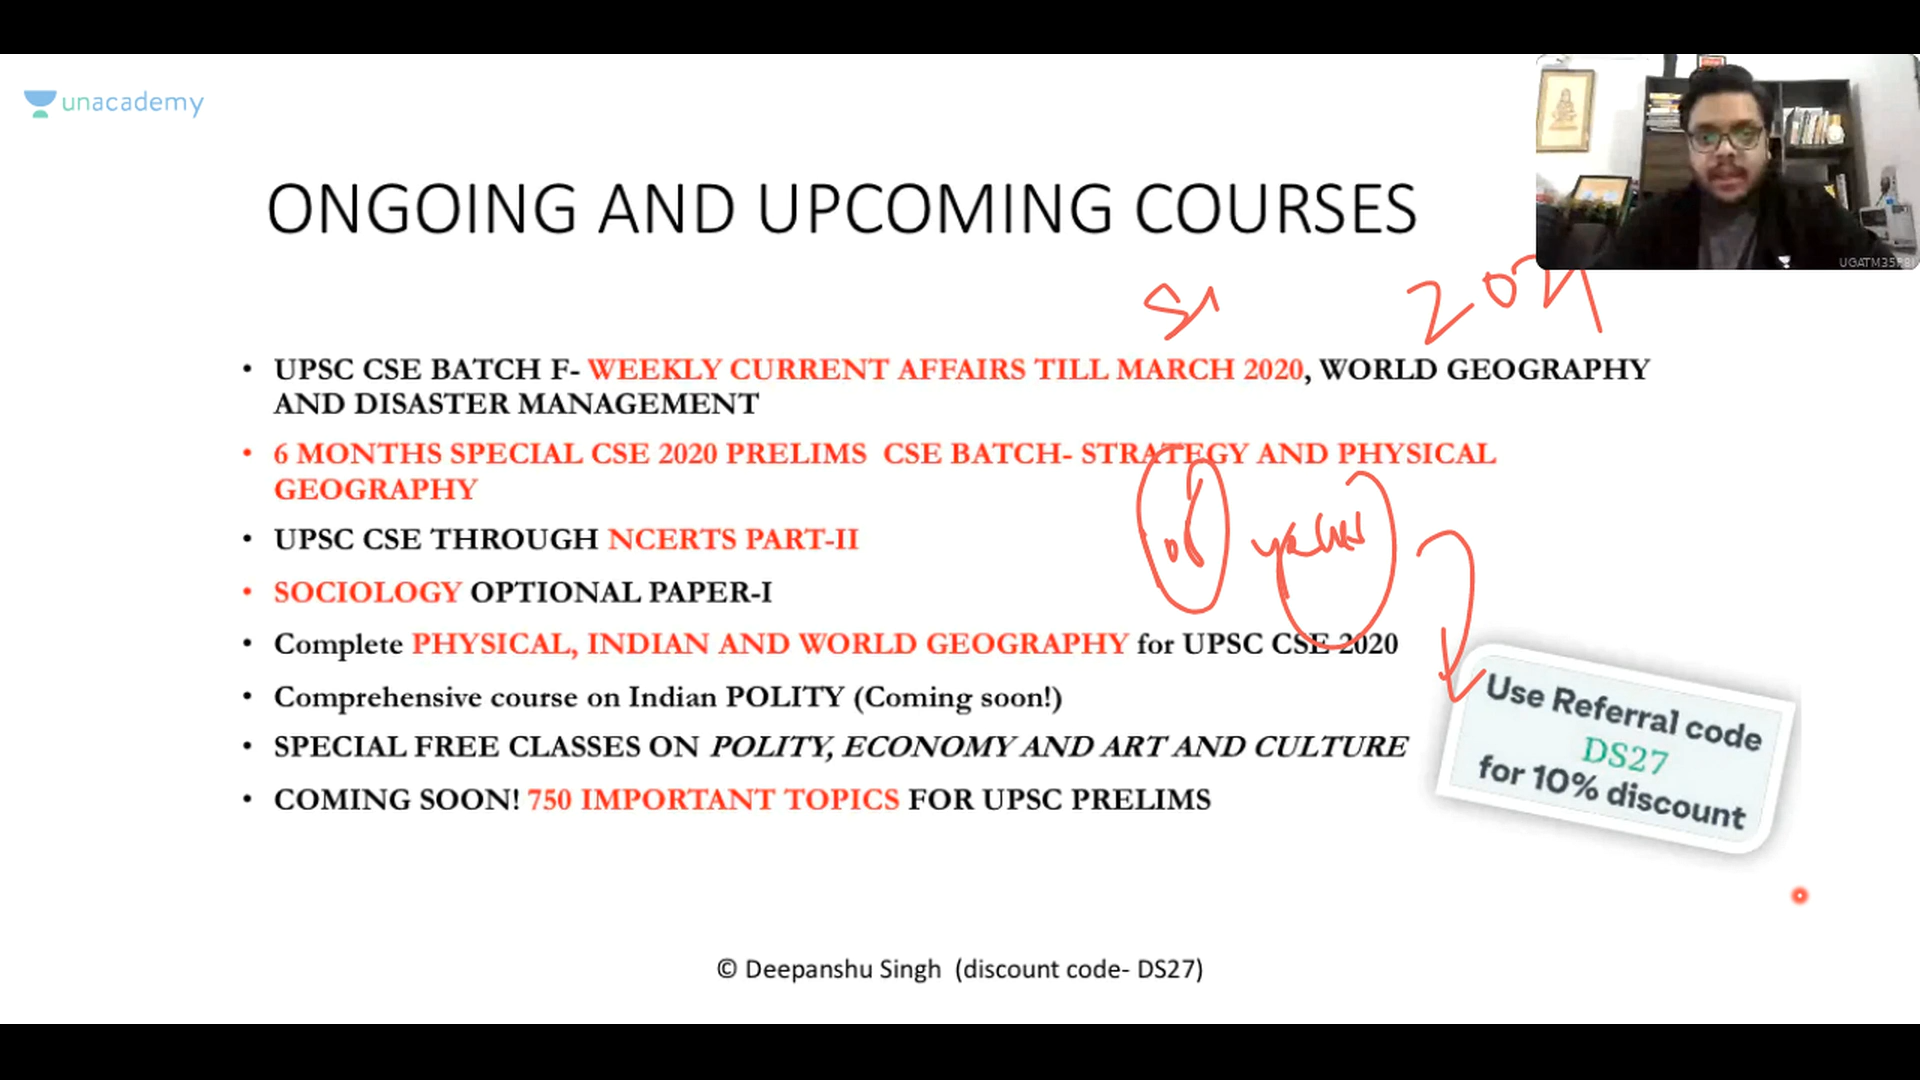 unacademy
ONGOING AND UPCOMING COURSES
2021
• UPSC CSE BATCH F- WEEKLY CURRENT AFFAIRS TILL MARCH 2020, WORLD GEOGRAPHY
AND DISASTER MANAGEMENT
• 6 MONTHS SPECIAL CSE 2020 PRELIMS CSE BATCH- STRATEGY AND PHYSICAL
GEOGRAPHY
• UPSC CSE THROUGH NCERTS PART-II
• SOCIOLOGY OPTIONAL PAPER-I
• Complete PHYSICAL, INDIAN AND WORLD GEOGRAPHY for UPSC CSE 2020
• Comprehensive course on Indian POLITY (Coming soon!)
• SPECIAL FREE CLASSES ON POLITY, ECONOMY AND ART AND CULTURE
• COMING SOON! 750 IMPORTANT TOPICS FOR UPSC PRELIMS
Use Referral code
DS27
for 10% discount
© Deepanshu Singh (discount code- DS27)